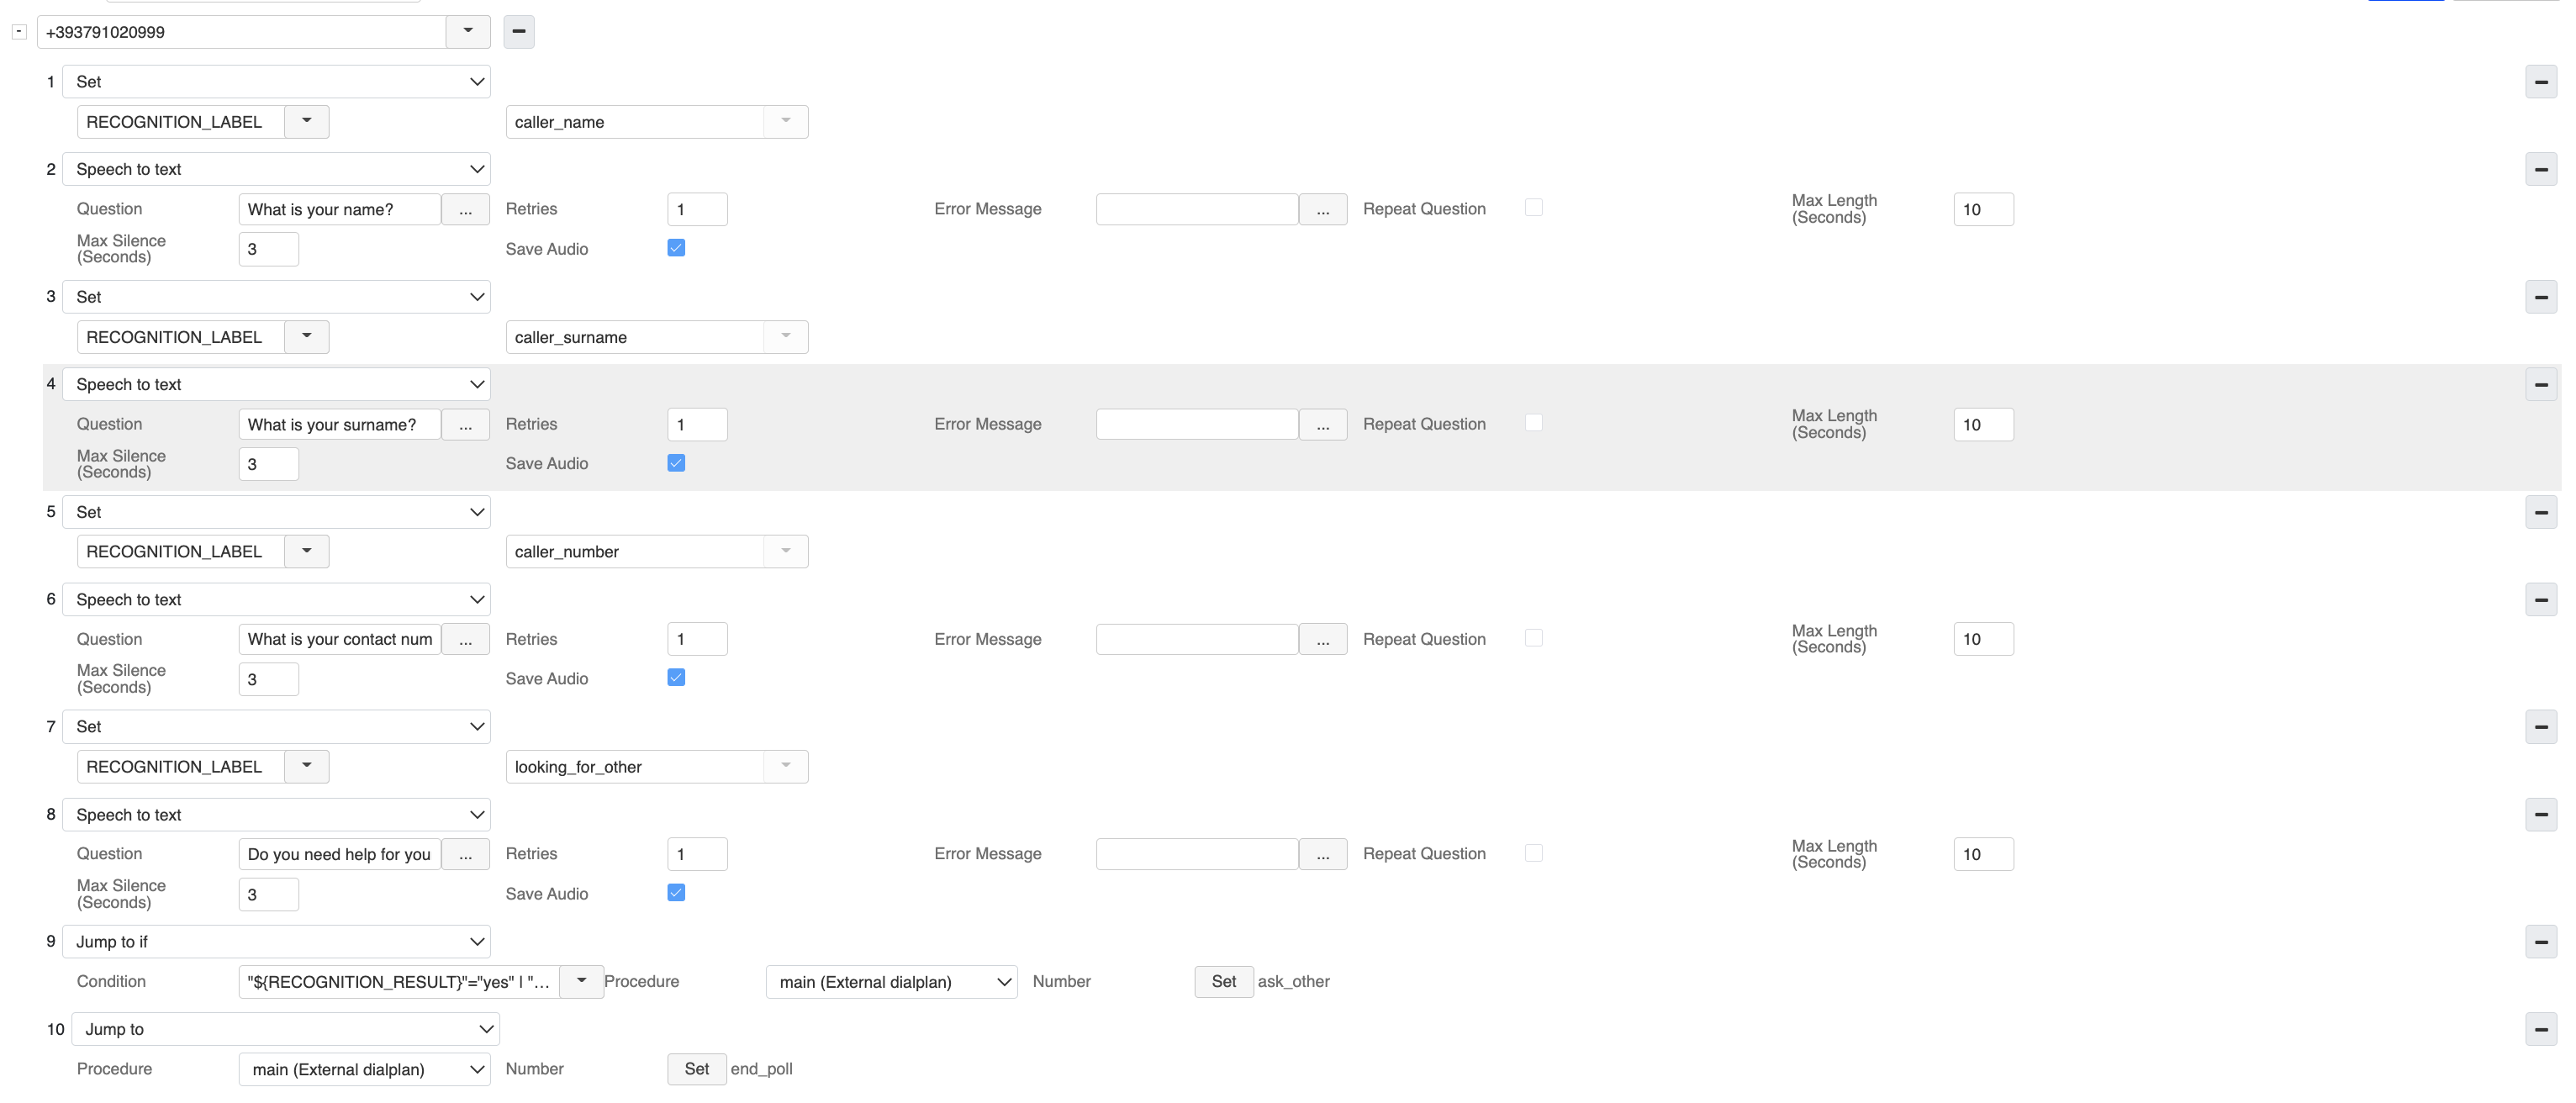 - +393791020999
1 Set
RECOGNITION_LABEL caller_name
2 Speech to text
Question What is your name? ... Retries 1 Error Message ... Repeat Question Max Length (Seconds) 10
Max Silence (Seconds) 3 Save Audio
3 Set
RECOGNITION_LABEL caller_surname
4 Speech to text
Question What is your surname? ... Retries 1 Error Message ... Repeat Question Max Length (Seconds) 10
Max Silence (Seconds) 3 Save Audio
5 Set
RECOGNITION_LABEL caller_number
6 Speech to text
Question What is your contact num ... Retries 1 Error Message ... Repeat Question Max Length (Seconds) 10
Max Silence (Seconds) 3 Save Audio
7 Set
RECOGNITION_LABEL looking_for_other
8 Speech to text
Question Do you need help for you ... Retries 1 Error Message ... Repeat Question Max Length (Seconds) 10
Max Silence (Seconds) 3 Save Audio
9 Jump to if
Condition "${RECOGNITION_RESULT}"="yes" | "... Procedure main (External dialplan) Number Set ask_other
10 Jump to
Procedure main (External dialplan) Number Set end_poll